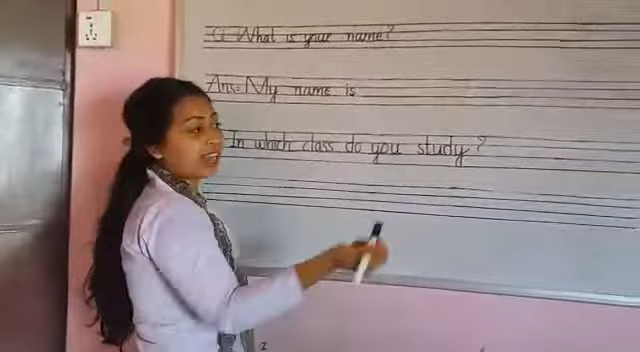 Q. What is your name?
Ans= My name is
In which class do you study?